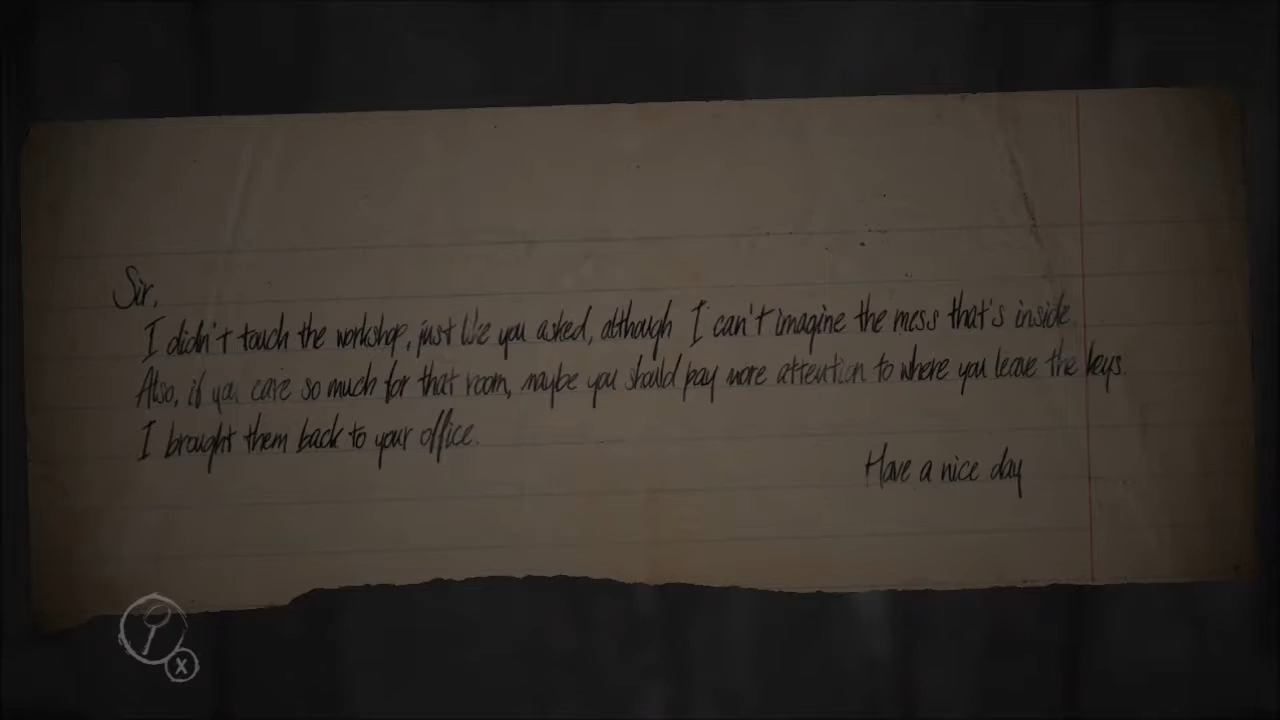 Sir,
I didn't touch the workshop, just like you asked, although I can't imagine the mess that's inside.
Also, if you care so much for that room, maybe you should pay more attention to where you leave the keys.
I brought them back to your office.
Have a nice day
X